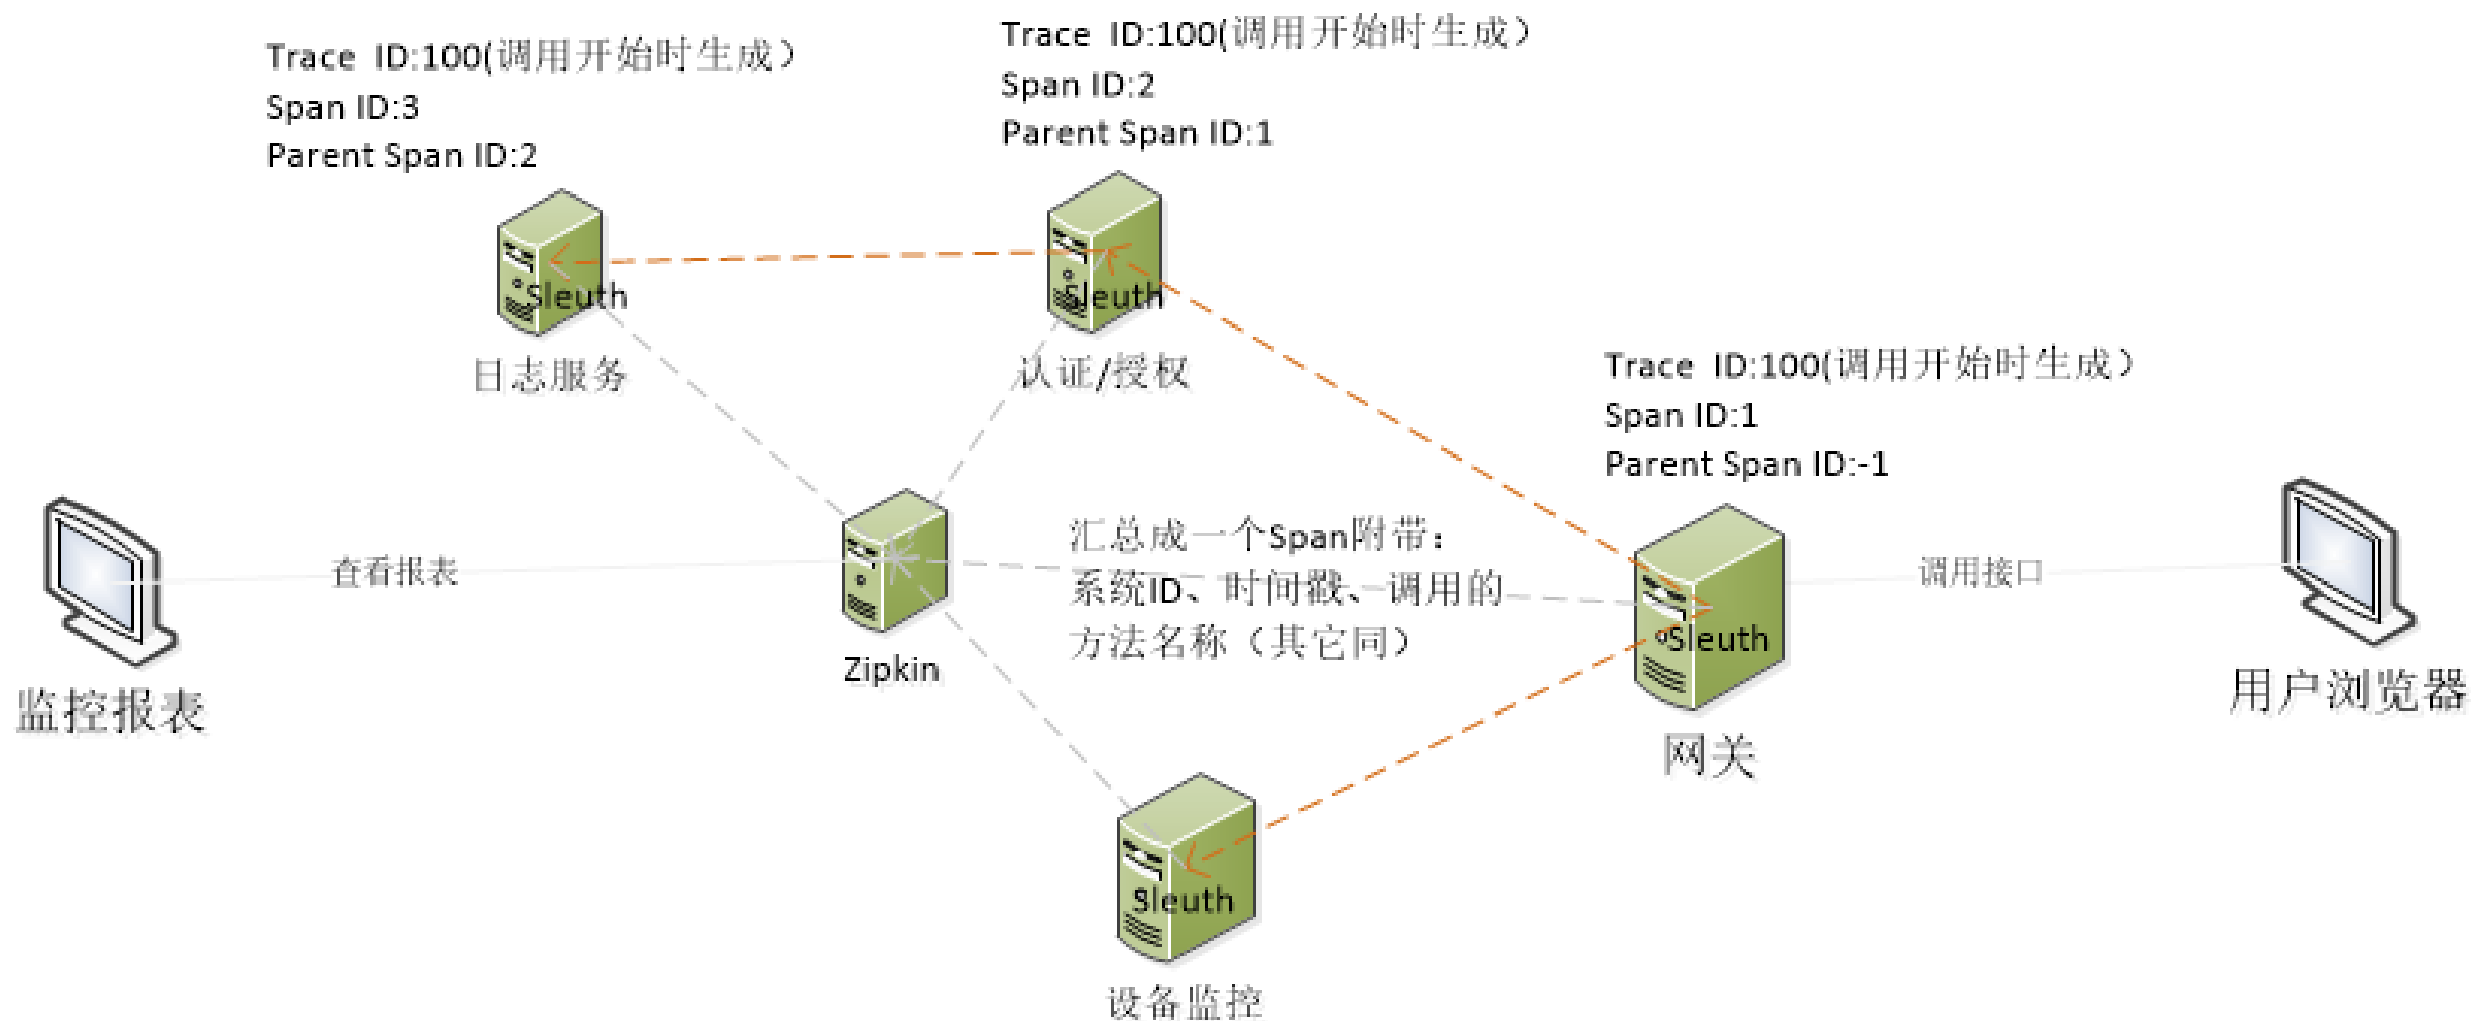 Trace ID:100(调用开始时生成）
Span ID:3
Parent Span ID:2
Trace ID:100(调用开始时生成）
Span ID:2
Parent Span ID:1
Sleuth
日志服务
Sleuth
认证/授权
Trace ID:100(调用开始时生成）
Span ID:1
Parent Span ID:-1
监控报表
查看报表
Zipkin
汇总成一个Span附带：
系统ID、时间戳、调用的
方法名称（其它同）
Sleuth
网关
调用接口
用户浏览器
Sleuth
设备监控